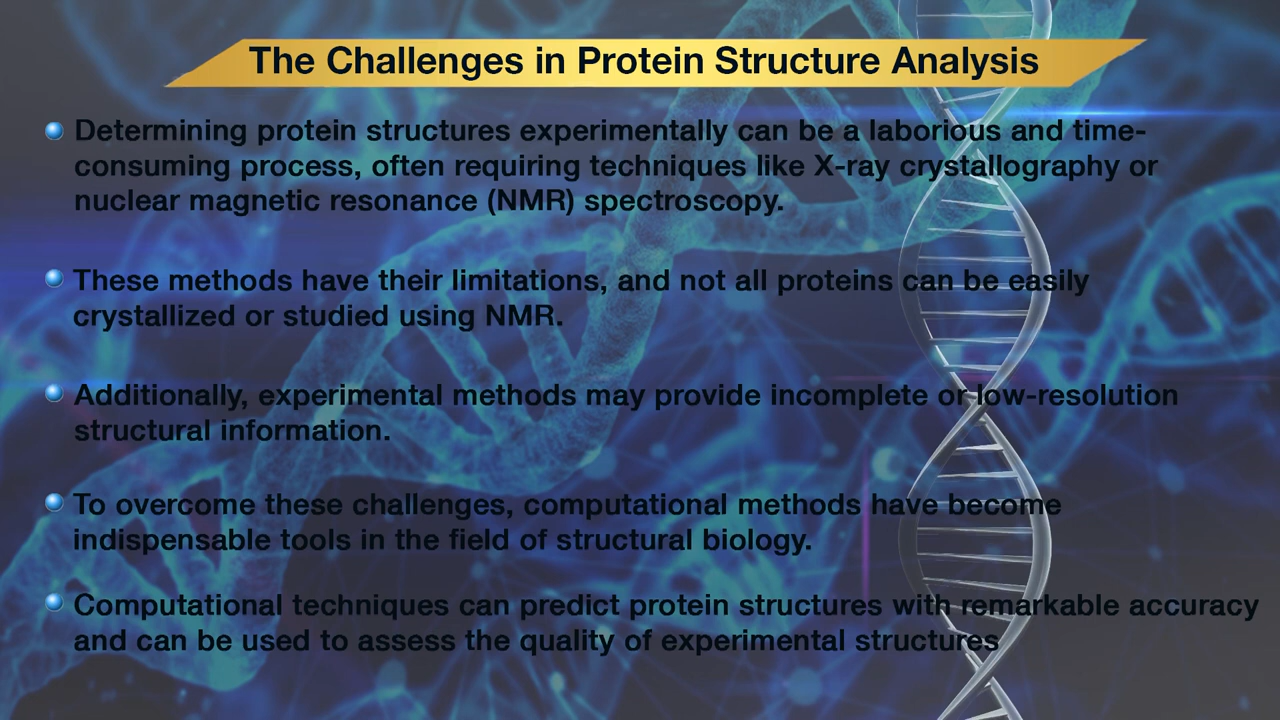 The Challenges in Protein Structure Analysis
Determining protein structures experimentally can be a laborious and time-
consuming process, often requiring techniques like X-ray crystallography or
nuclear magnetic resonance (NMR) spectroscopy.
These methods have their limitations, and not all proteins can be easily
crystallized or studied using NMR.
Additionally, experimental methods may provide incomplete or low-resolution
structural information.
To overcome these challenges, computational methods have become
indispensable tools in the field of structural biology.
Computational techniques can predict protein structures with remarkable accuracy
and can be used to assess the quality of experimental structures